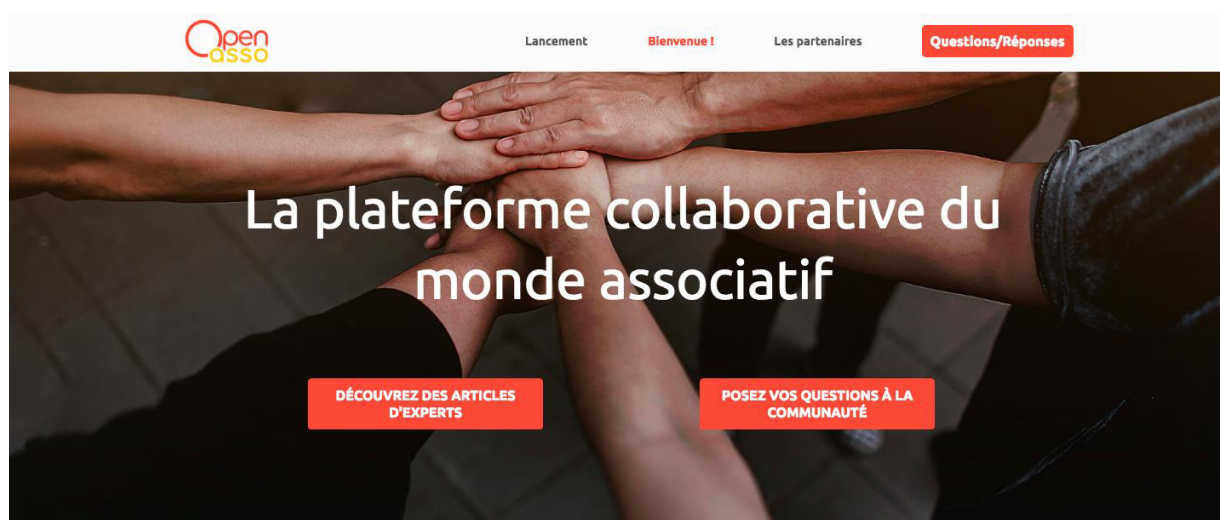 Open
asso
Lancement
Bienvenue !
Les partenaires
Questions/Réponses
La plateforme collaborative du
monde associatif
DÉCOUVREZ DES ARTICLES
D'EXPERTS
POSEZ VOS QUESTIONS À LA
COMMUNAUTÉ